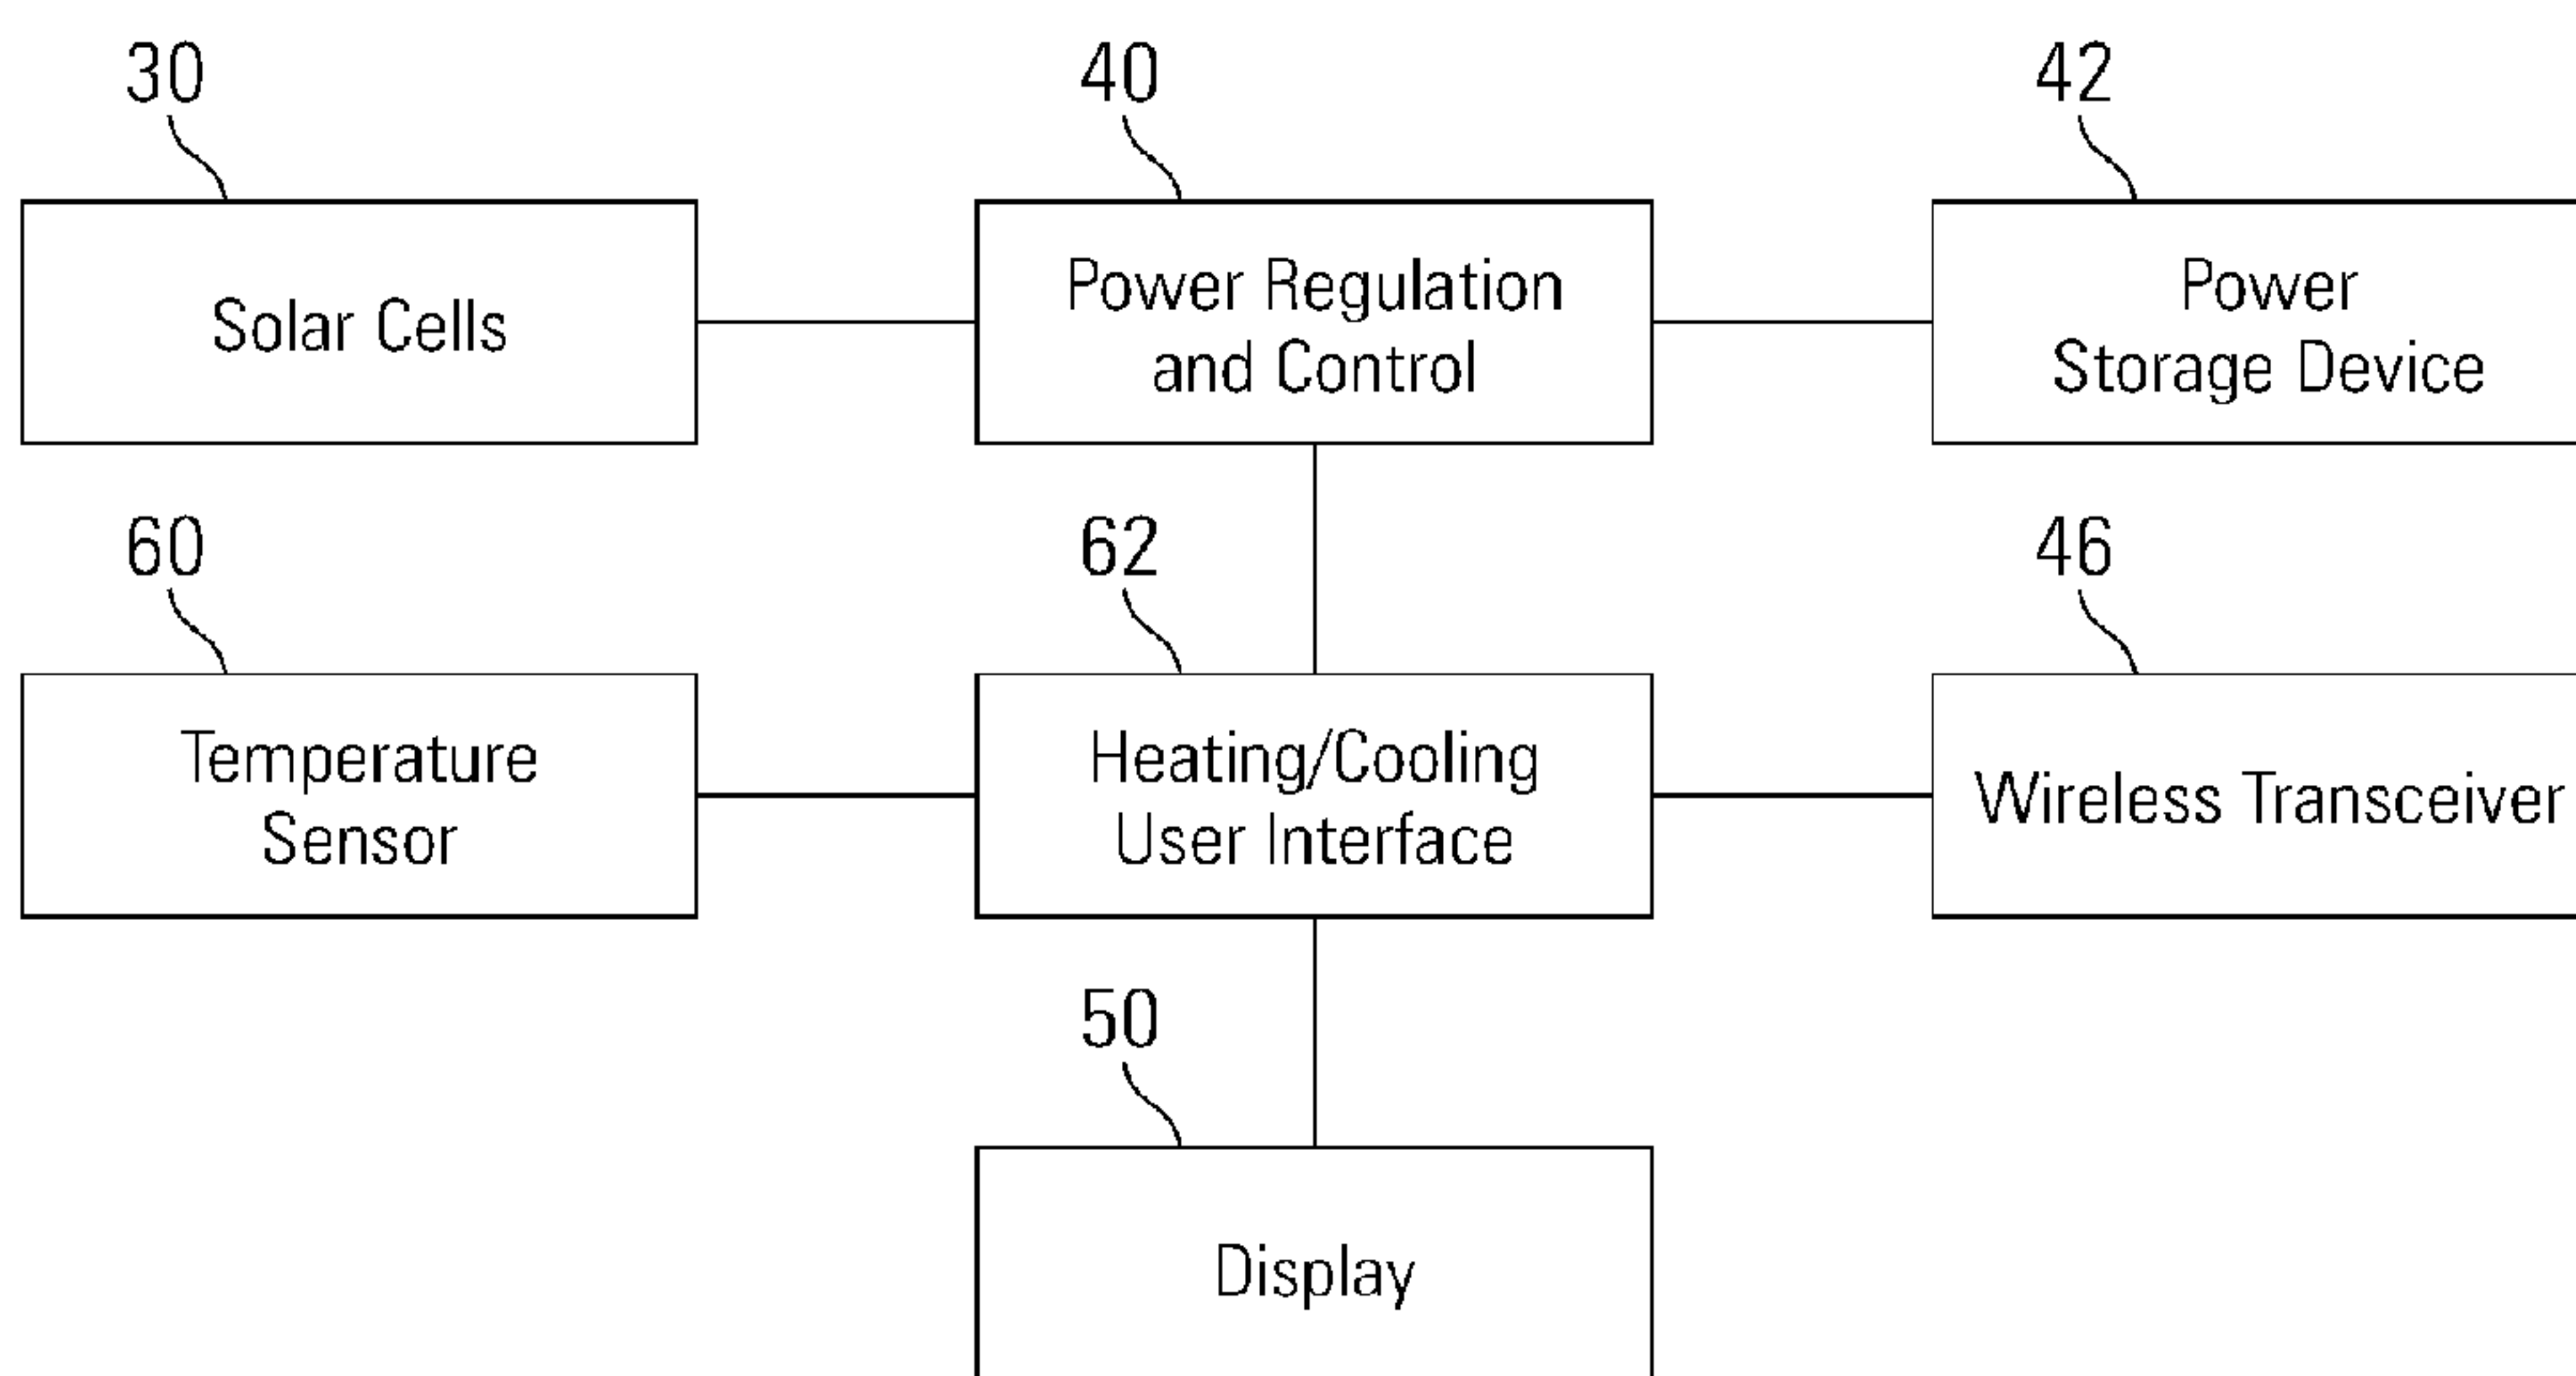 30
40
42
Solar Cells
Power Regulation
and Control
Power
Storage Device
60
62
46
Temperature
Sensor
Heating/Cooling
User Interface
Wireless Transceiver
50
Display